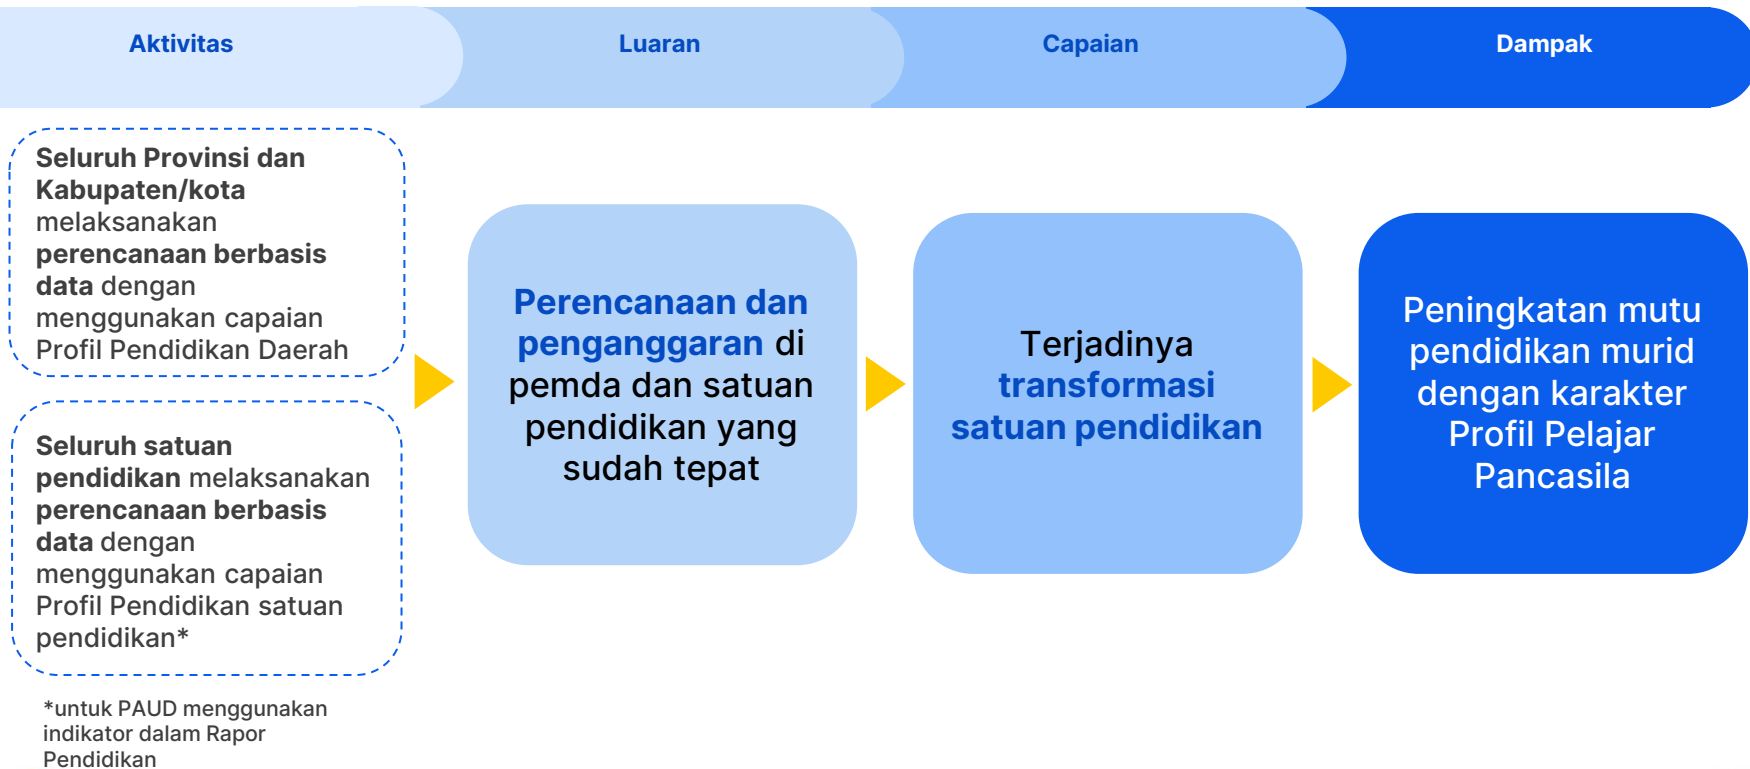 Aktivitas
Luaran
Capaian
Dampak
Seluruh Provinsi dan
Kabupaten/kota
melaksanakan
perencanaan berbasis
data dengan
menggunakan capaian
Profil Pendidikan Daerah
Seluruh satuan
pendidikan melaksanakan
perencanaan berbasis
data dengan
menggunakan capaian
Profil Pendidikan satuan
pendidikan*
*untuk PAUD menggunakan
indikator dalam Rapor
Pendidikan
Perencanaan dan
penganggaran di
pemda dan satuan
pendidikan yang
sudah tepat
Terjadinya
transformasi
satuan pendidikan
Peningkatan mutu
pendidikan murid
dengan karakter
Profil Pelajar
Pancasila